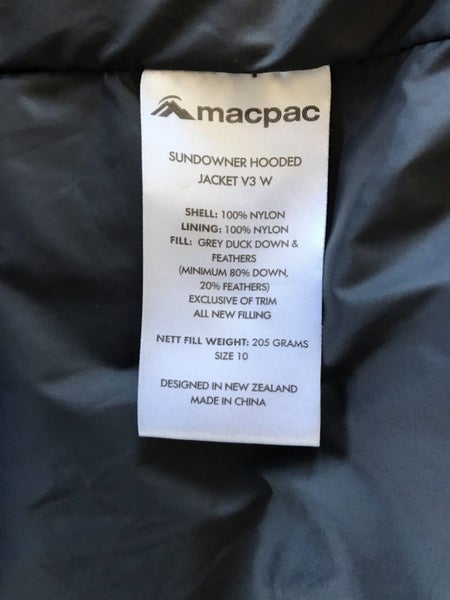 macpac
SUNDOWNER HOODED
JACKET V3 W
SHELL: 100% NYLON
LINING: 100% NYLON
FILL: GREY DUCK DOWN &
FEATHERS
(MINIMUM 80% DOWN,
20% FEATHERS)
EXCLUSIVE OF TRIM
ALL NEW FILLING
NETT FILL WEIGHT: 205 GRAMS
SIZE 10
DESIGNED IN NEW ZEALAND
MADE IN CHINA